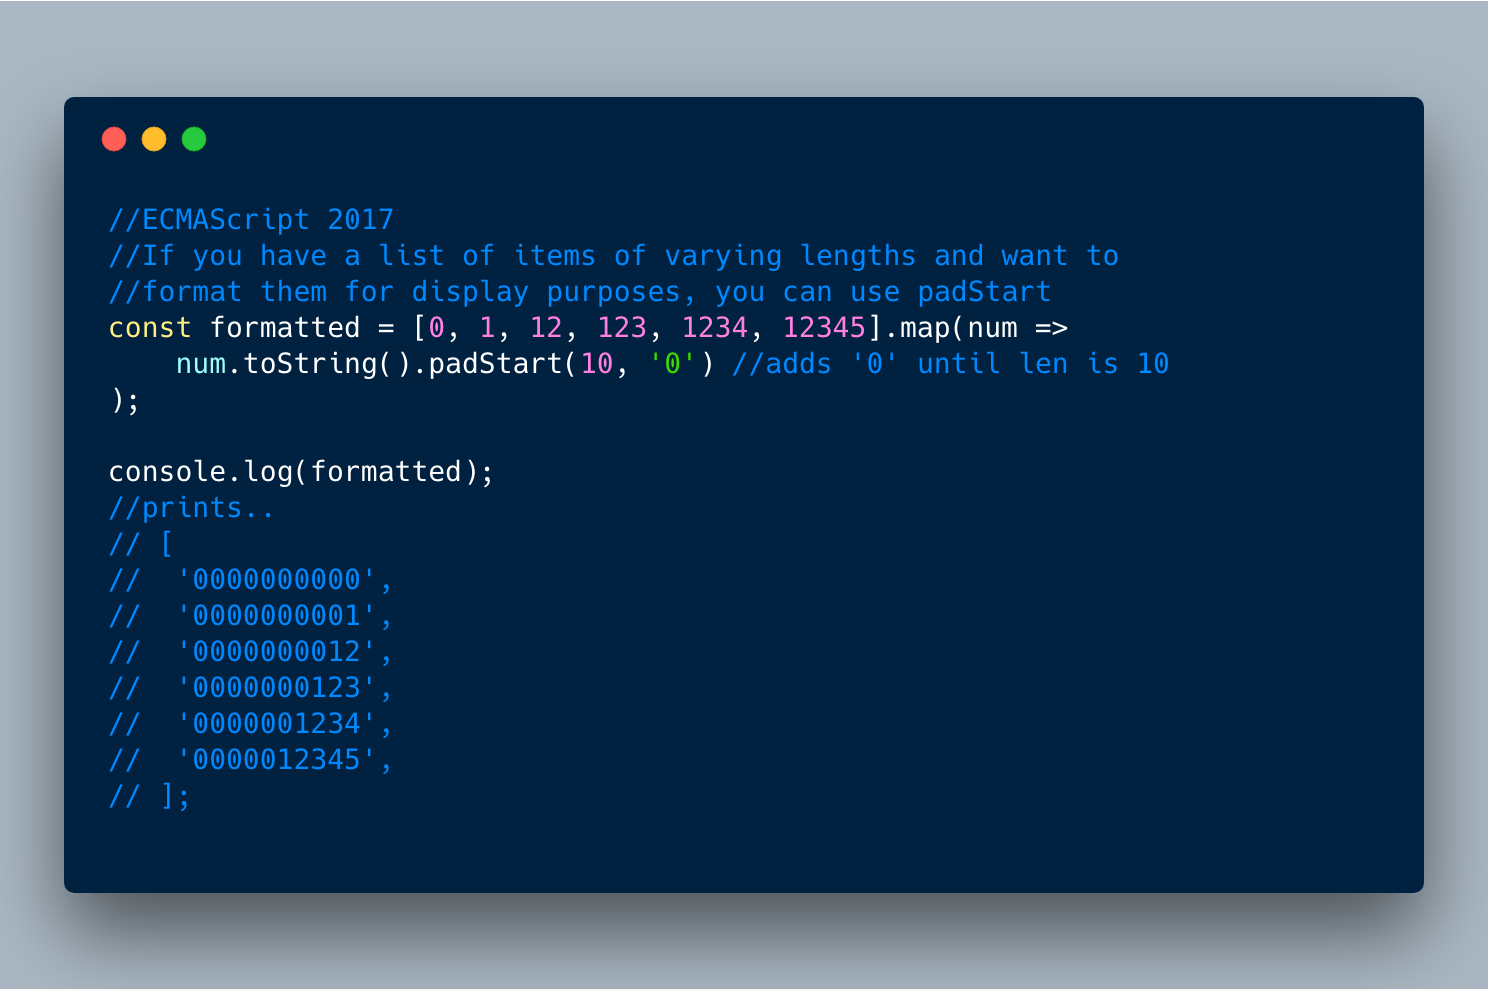 //ECMAScript 2017
//If you have a list of items of varying lengths and want to
//format them for display purposes, you can use padStart
const formatted = [0, 1, 12, 123, 1234, 12345].map(num =>
    num.toString().padStart(10, '0') //adds '0' until len is 10
);

console.log(formatted);
//prints..
// [
//  '0000000000',
//  '0000000001',
//  '0000000012',
//  '0000000123',
//  '0000001234',
//  '0000012345',
// ];